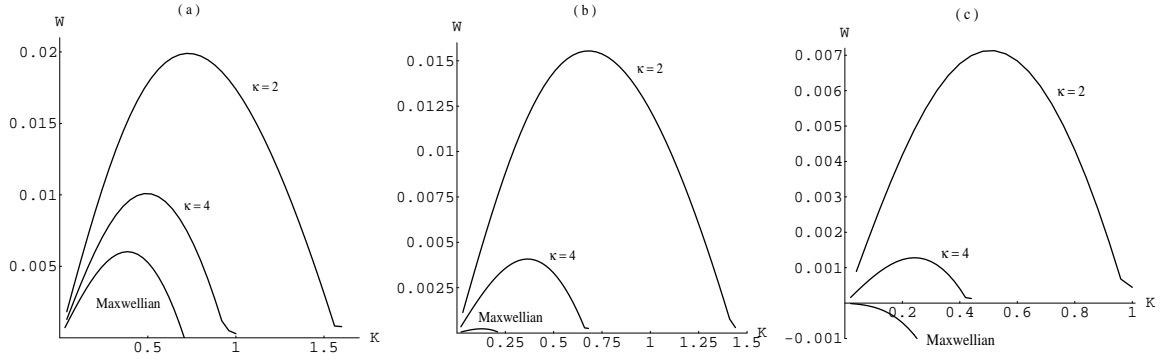 ( a )
W
0.02
0.015
0.01
0.005
κ = 2
κ = 4
Maxwellian
0.5
1
1.5
K
( b )
W
0.015
0.0125
0.01
0.0075
0.005
0.0025
κ = 2
κ = 4
Maxwellian
0.25
0.5
0.75
1
1.25
1.5
K
( c )
W
0.007
0.006
0.005
0.004
0.003
0.002
0.001
-0.001
κ = 2
κ = 4
Maxwellian
0.2
0.4
0.6
0.8
1
K